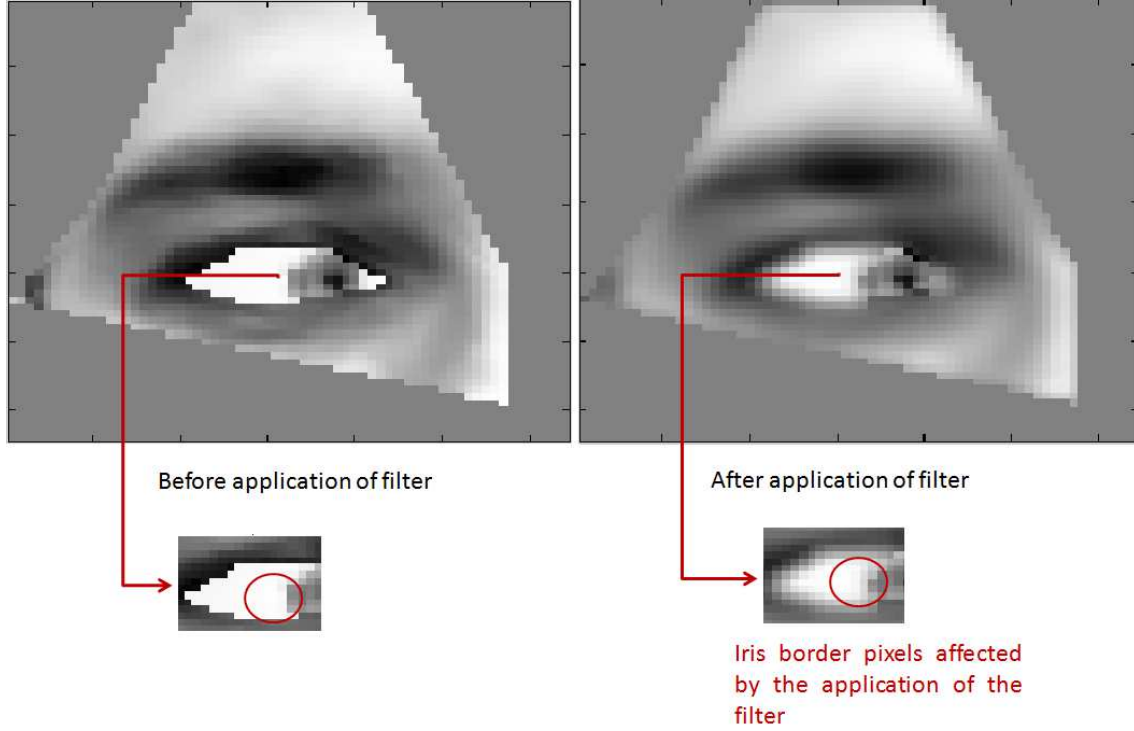 Before application of filter
After application of filter
Iris border pixels affected
by the application of the
filter